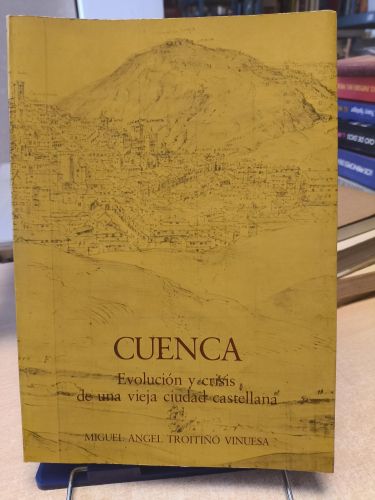 CUENCA
Evolución y crisis
de una vieja ciudad castellana
MIGUEL ANGEL TROITIÑO VINUESA